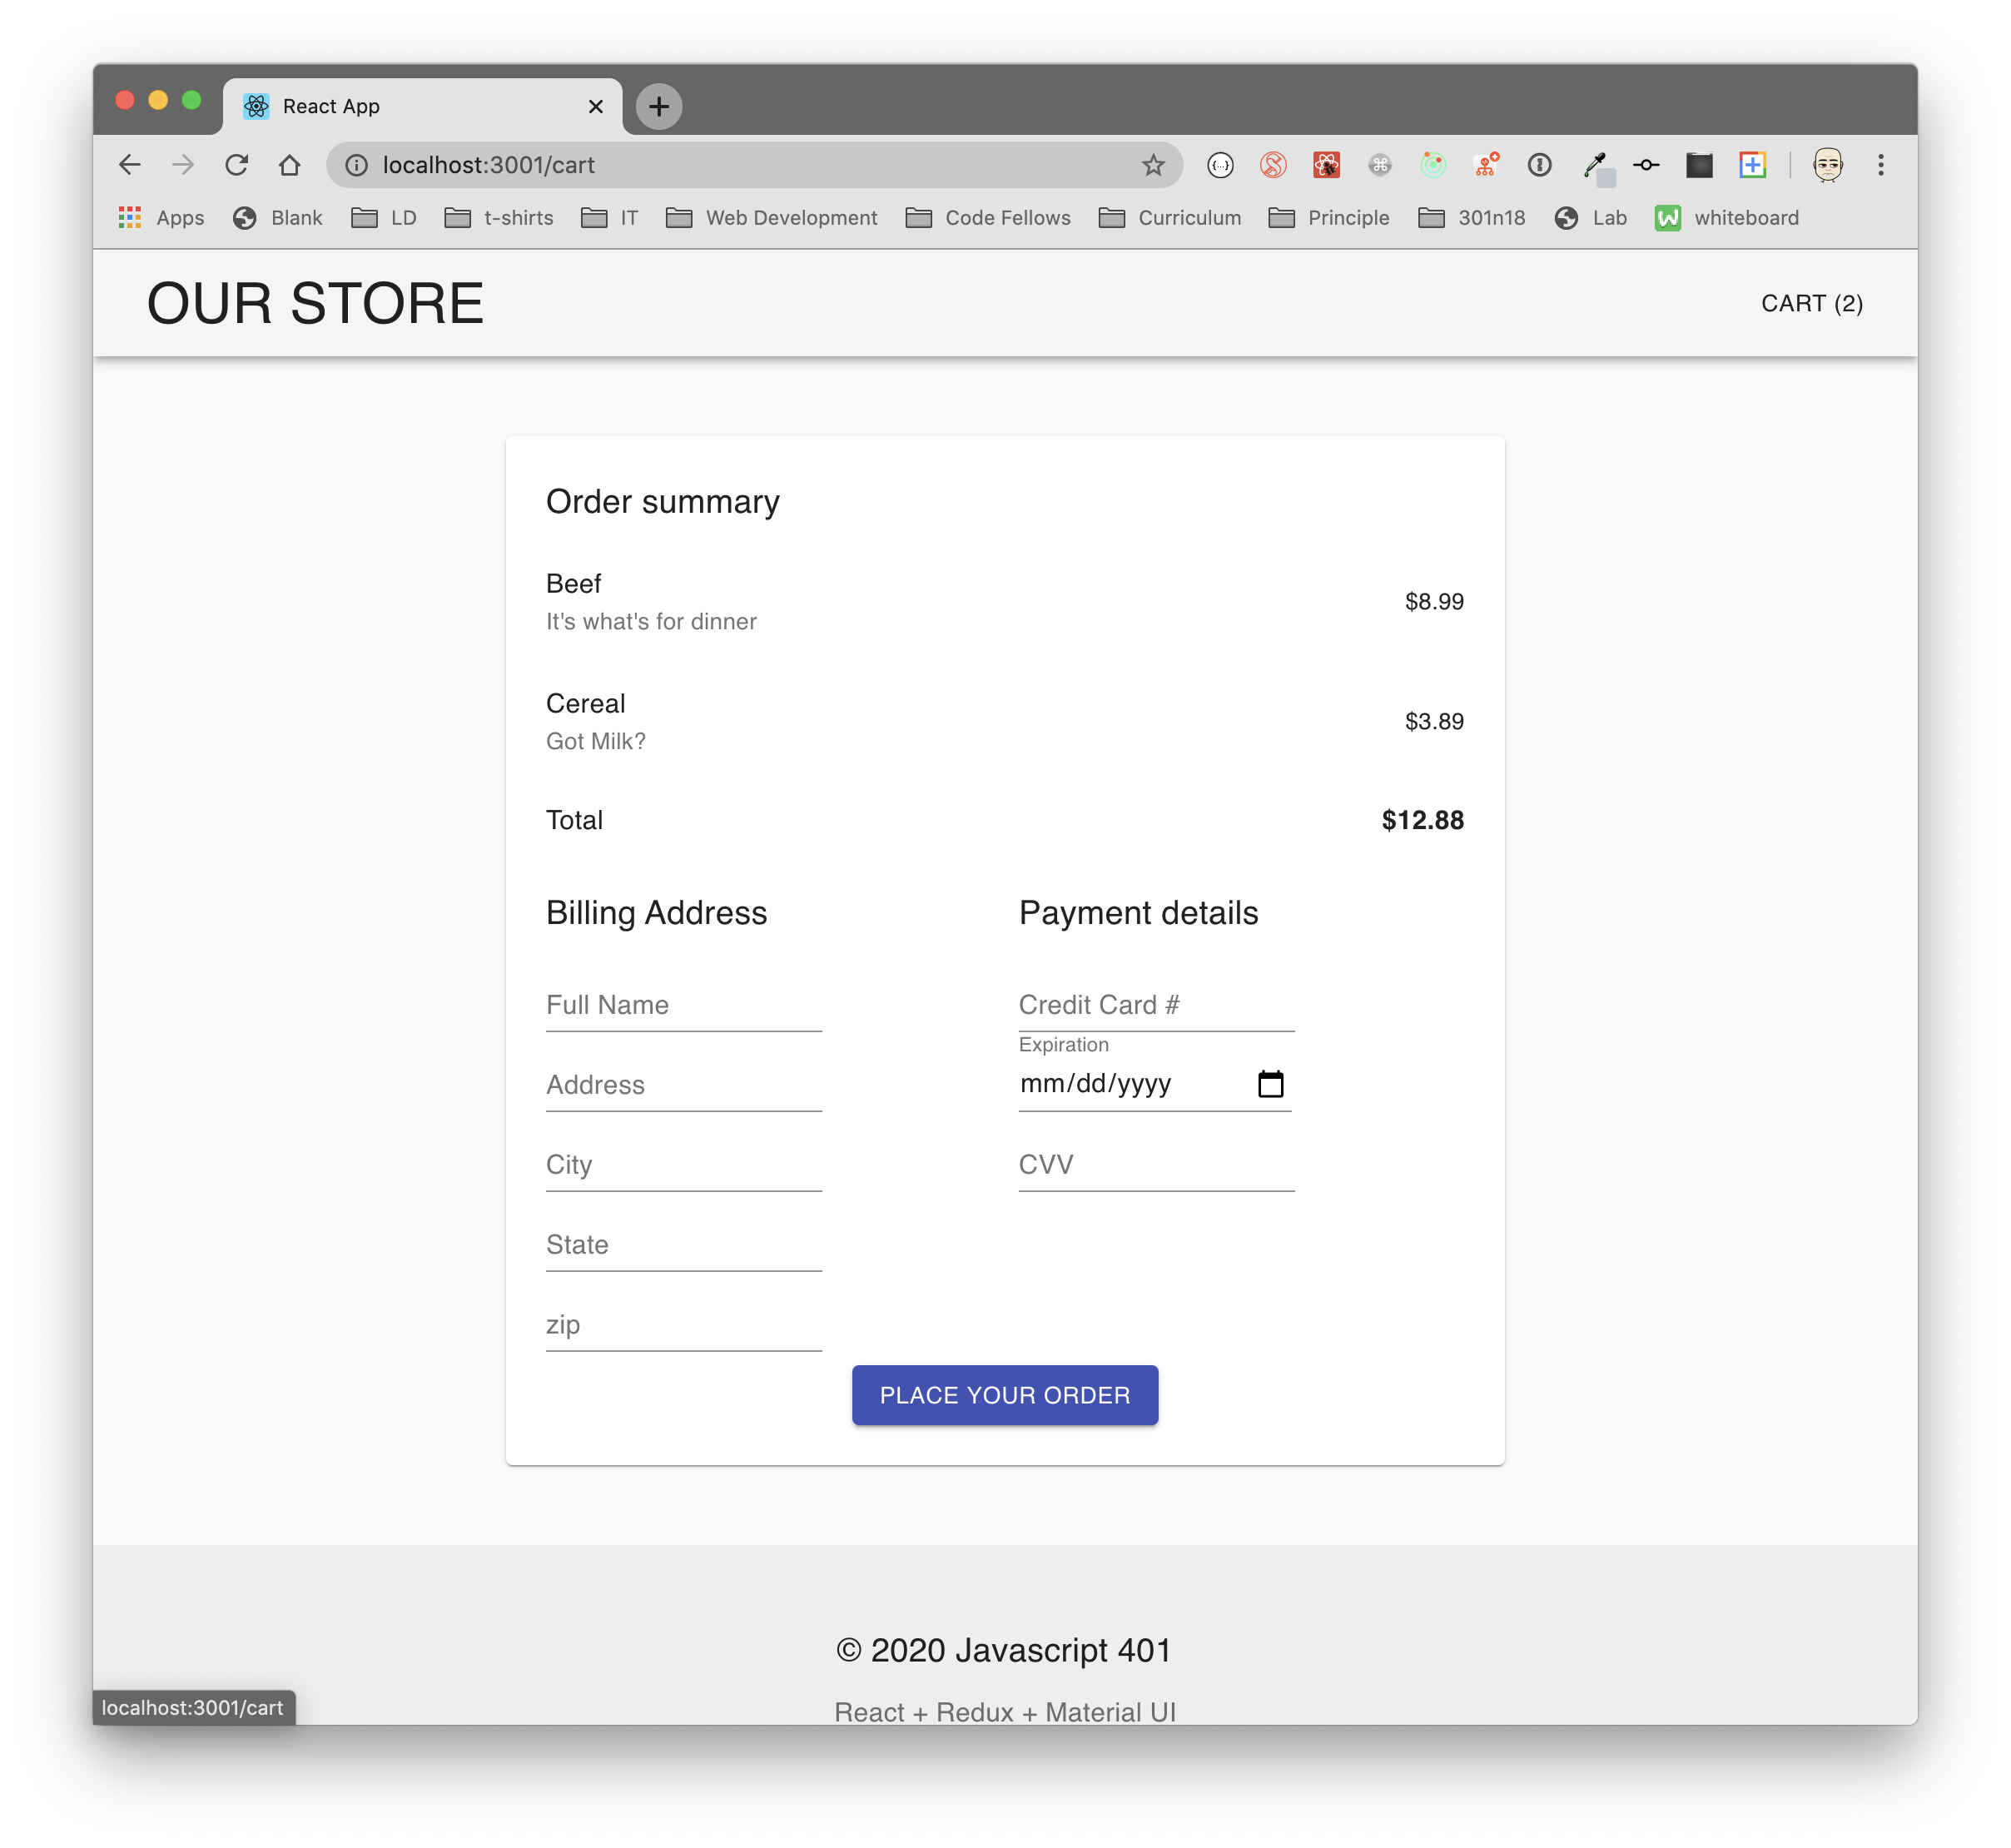 React App
localhost:3001/cart
Apps Blank LD t-shirts IT Web Development Code Fellows Curriculum Principle 301n18 Lab whiteboard
OUR STORE CART (2)
Order summary
Beef
It's what's for dinner
$8.99
Cereal
Got Milk?
$3.89
Total $12.88
Billing Address
Full Name
Address
City
State
zip
Payment details
Credit Card #
Expiration
mm/dd/yyyy
CVV
PLACE YOUR ORDER
© 2020 Javascript 401
React + Redux + Material UI
localhost:3001/cart